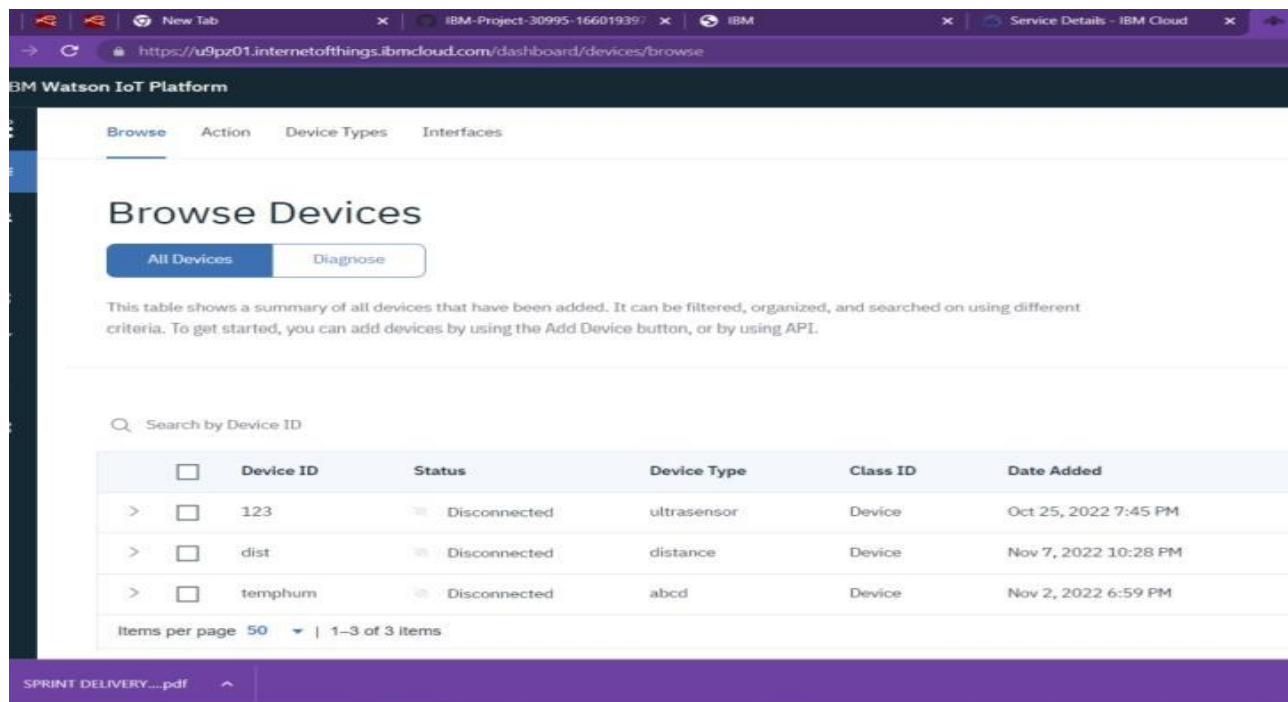 New Tab × IBM-Project-30995-166019397 × IBM × Service Details - IBM Cloud ×
https://u9pz01.internetofthings.ibmcloud.com/dashboard/devices/browse
BM Watson IoT Platform
Browse Action Device Types Interfaces
Browse Devices
All Devices Diagnose
This table shows a summary of all devices that have been added. It can be filtered, organized, and searched on using different
criteria. To get started, you can add devices by using the Add Device button, or by using API.
Search by Device ID
Device ID Status Device Type Class ID Date Added
123 Disconnected ultrasensor Device Oct 25, 2022 7:45 PM
dist Disconnected distance Device Nov 7, 2022 10:28 PM
temphum Disconnected abcd Device Nov 2, 2022 6:59 PM
Items per page 50 | 1–3 of 3 items
SPRINT DELIVERY....pdf